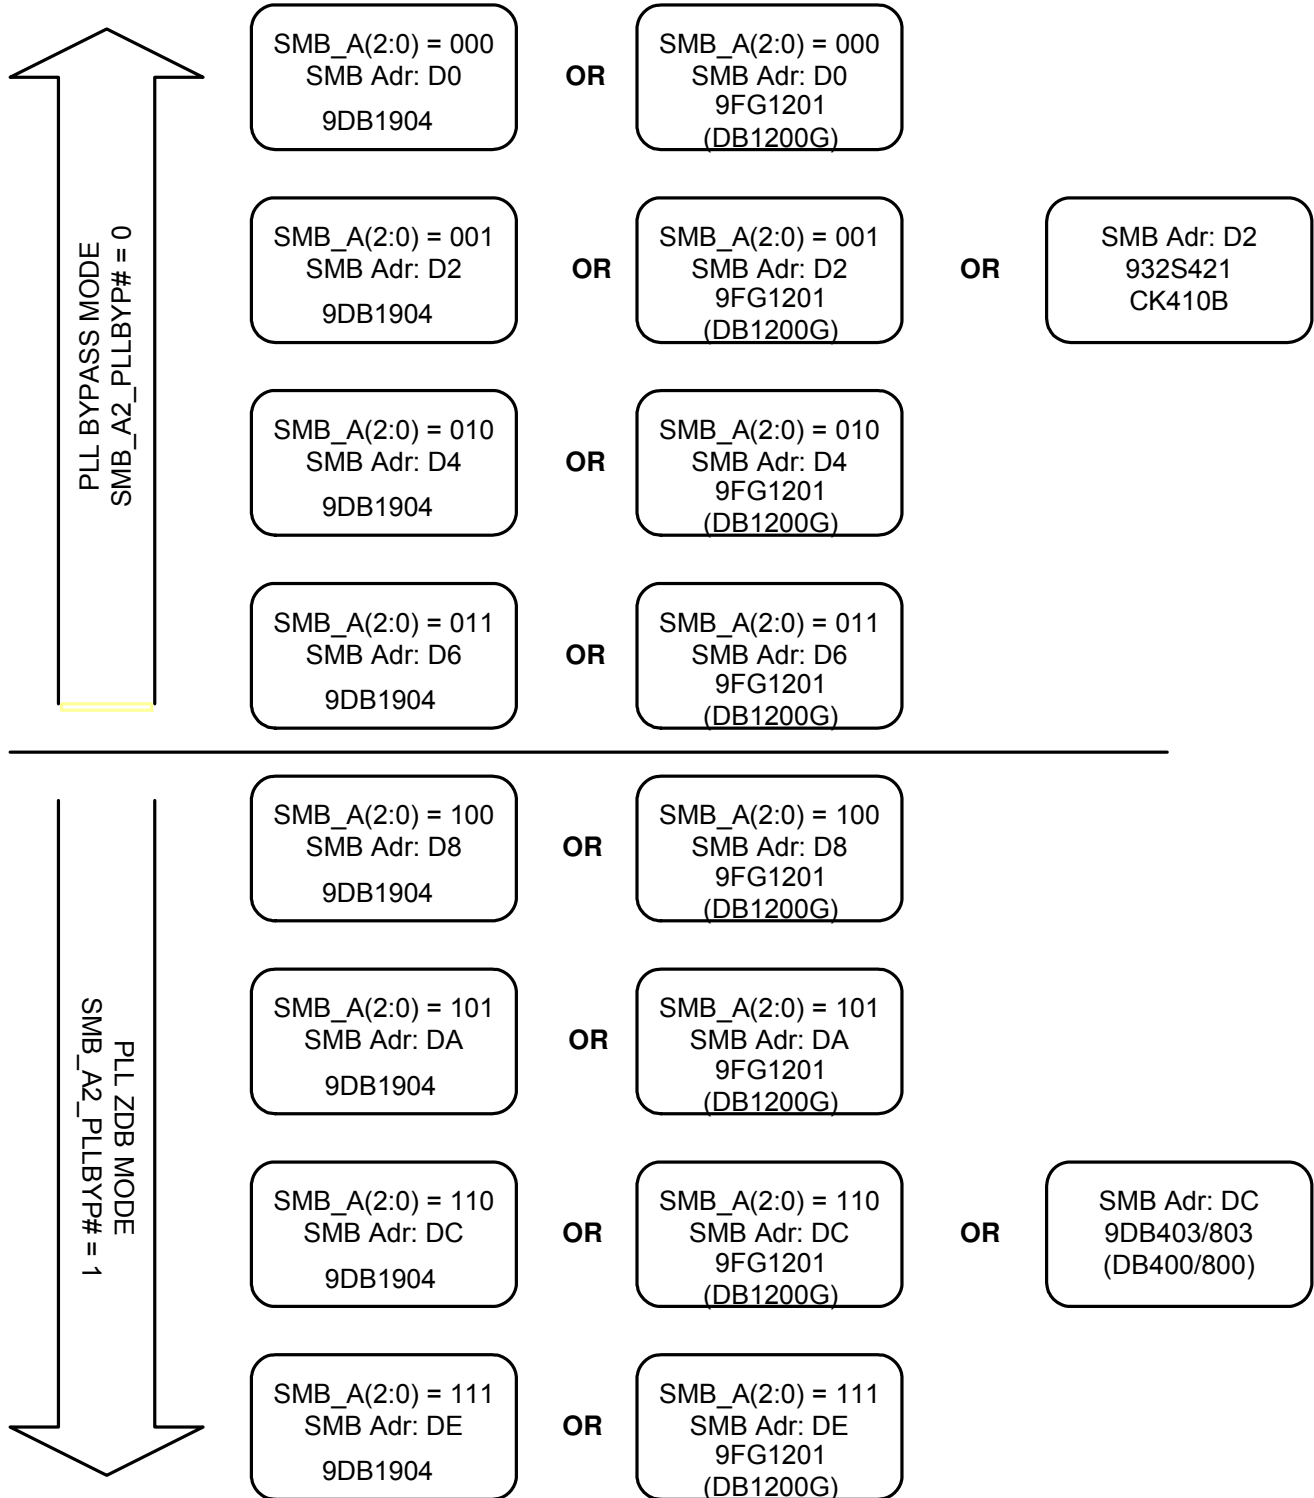 PLL BYPASS MODE
SMB_A2_PLLBYP# = 0
SMB_A(2:0) = 000
SMB Adr: D0
9DB1904
OR
SMB_A(2:0) = 000
SMB Adr: D0
9FG1201
(DB1200G)
SMB_A(2:0) = 001
SMB Adr: D2
9DB1904
OR
SMB_A(2:0) = 001
SMB Adr: D2
9FG1201
(DB1200G)
OR
SMB Adr: D2
932S421
CK410B
SMB_A(2:0) = 010
SMB Adr: D4
9DB1904
OR
SMB_A(2:0) = 010
SMB Adr: D4
9FG1201
(DB1200G)
SMB_A(2:0) = 011
SMB Adr: D6
9DB1904
OR
SMB_A(2:0) = 011
SMB Adr: D6
9FG1201
(DB1200G)
PLL ZDB MODE
SMB_A2_PLLBYP# = 1
SMB_A(2:0) = 100
SMB Adr: D8
9DB1904
OR
SMB_A(2:0) = 100
SMB Adr: D8
9FG1201
(DB1200G)
SMB_A(2:0) = 101
SMB Adr: DA
9DB1904
OR
SMB_A(2:0) = 101
SMB Adr: DA
9FG1201
(DB1200G)
SMB_A(2:0) = 110
SMB Adr: DC
9DB1904
OR
SMB_A(2:0) = 110
SMB Adr: DC
9FG1201
(DB1200G)
OR
SMB Adr: DC
9DB403/803
(DB400/800)
SMB_A(2:0) = 111
SMB Adr: DE
9DB1904
OR
SMB_A(2:0) = 111
SMB Adr: DE
9FG1201
(DB1200G)